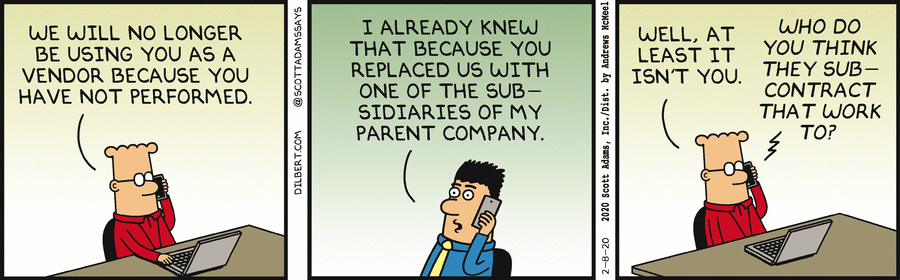 WE WILL NO LONGER
BE USING YOU AS A
VENDOR BECAUSE YOU
HAVE NOT PERFORMED.
DILBERT.COM @SCOTTADAMSSAYS
I ALREADY KNEW
THAT BECAUSE YOU
REPLACED US WITH
ONE OF THE SUB–
SIDIARIES OF MY
PARENT COMPANY.
2-8-20 2020 Scott Adams, Inc./Dist. by Andrews McMeel
WELL, AT
LEAST IT
ISN'T YOU.
WHO DO
YOU THINK
THEY SUB–
CONTRACT
THAT WORK
TO?